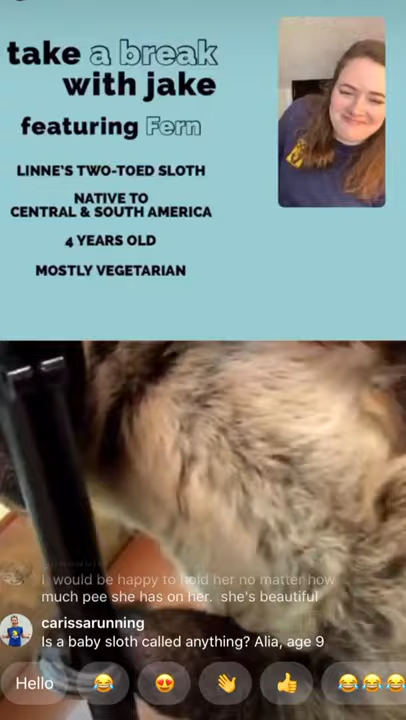 take a break
with jake
featuring Fern
LINNE'S TWO-TOED SLOTH
NATIVE TO
CENTRAL & SOUTH AMERICA
4 YEARS OLD
MOSTLY VEGETARIAN
I would be happy to hold her no matter how
much pee she has on her. she's beautiful
carissarunning
Is a baby sloth called anything? Alia, age 9
Hello